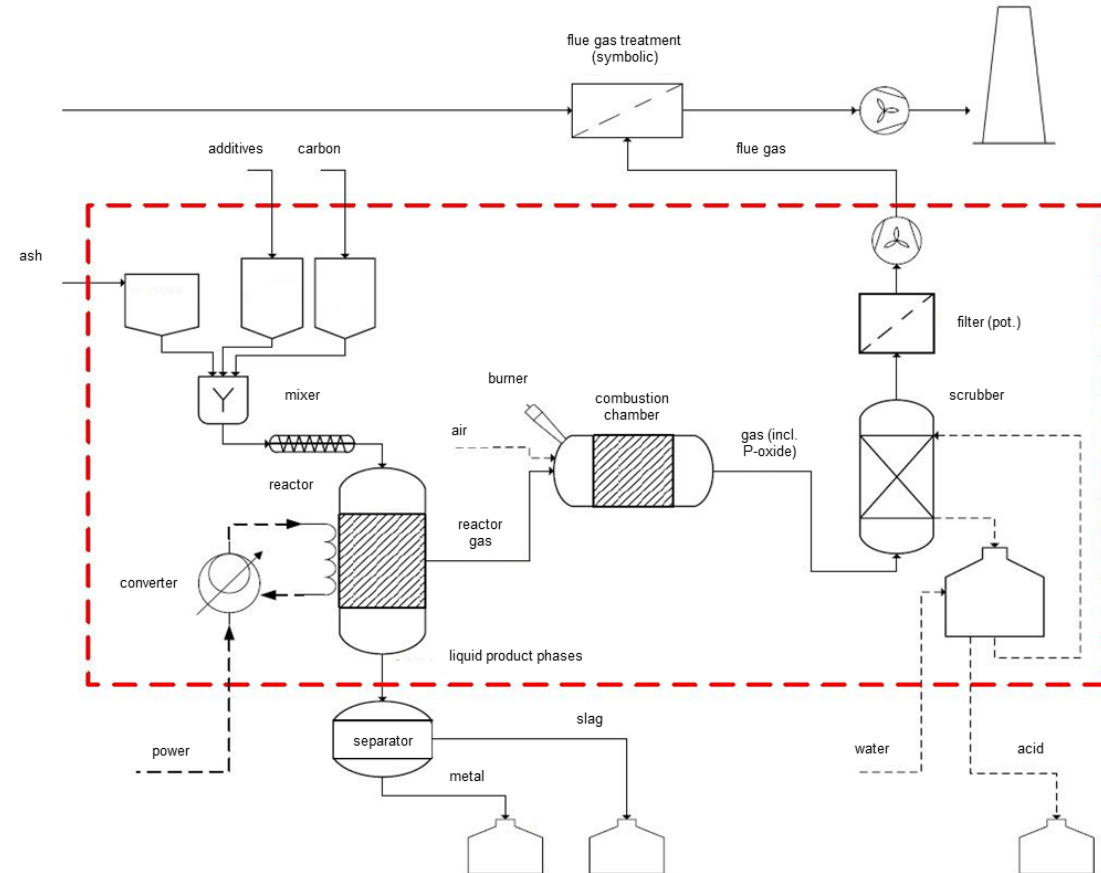 flue gas treatment
(symbolic)
additives
carbon
flue gas
ash
filter (pot.)
burner
mixer
combustion
chamber
scrubber
air
gas (incl.
P-oxide)
reactor
reactor
gas
converter
liquid product phases
slag
separator
power
metal
water
acid